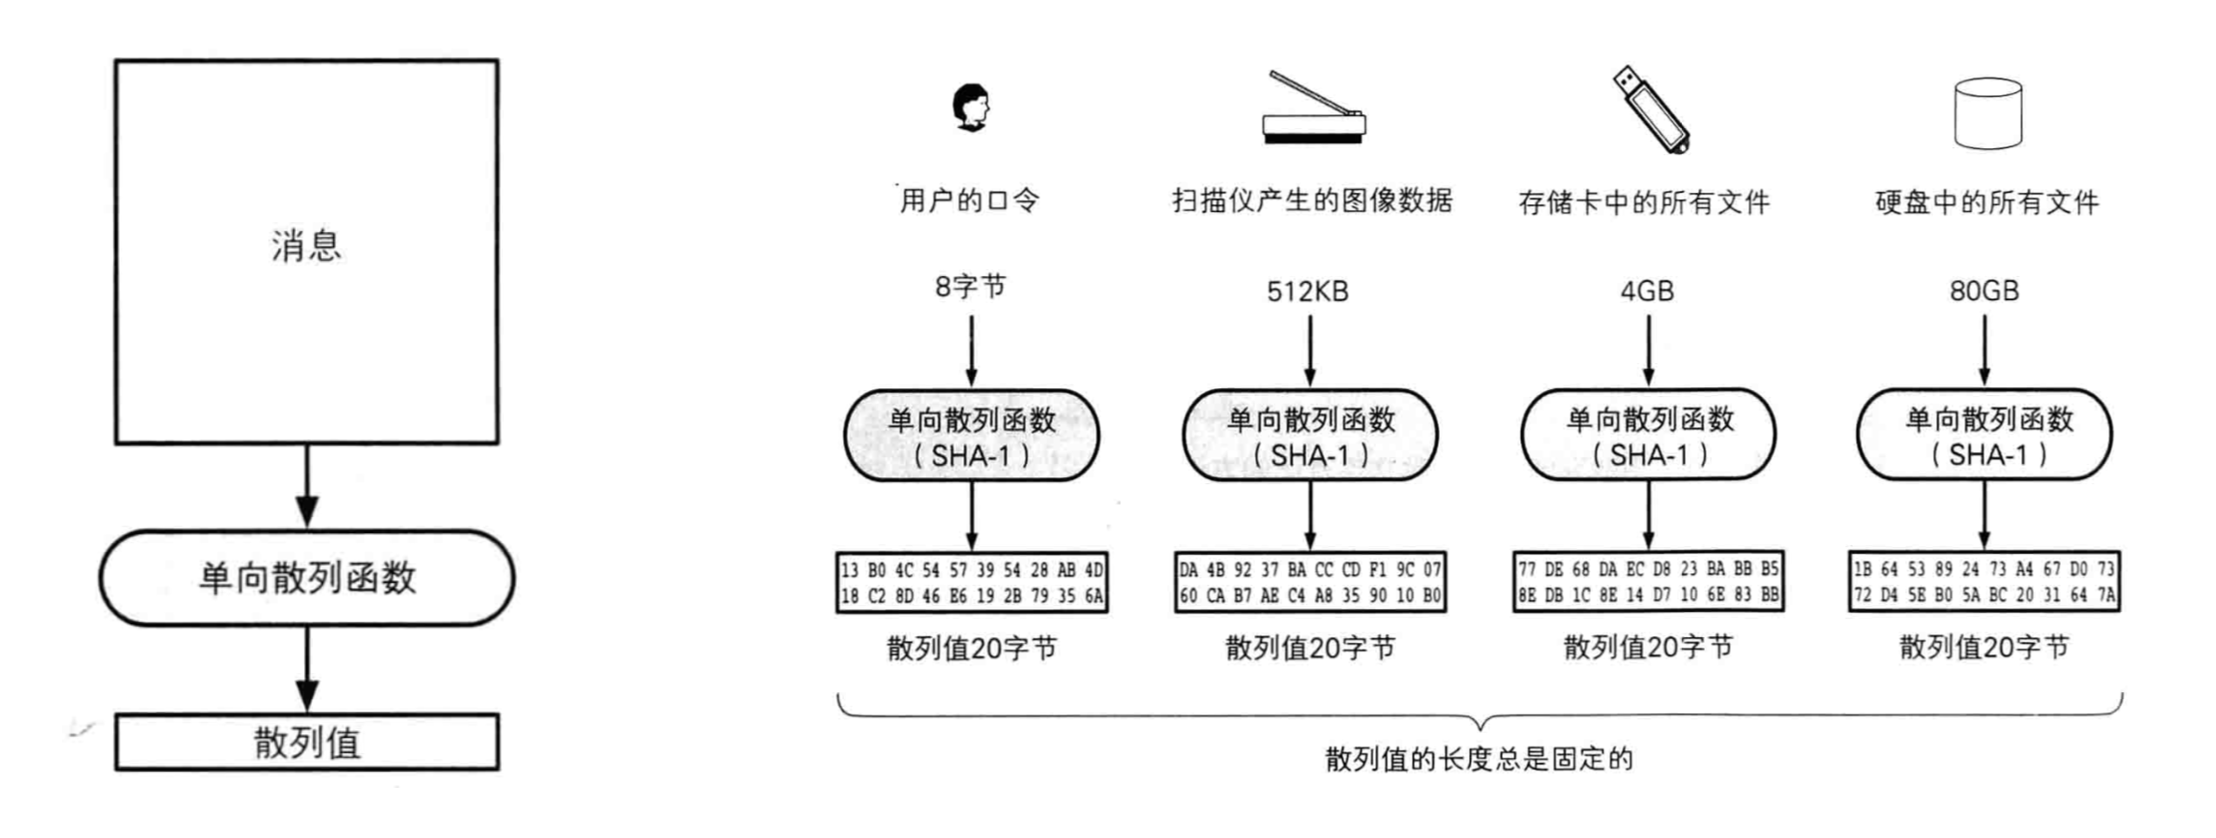 消息
单向散列函数
散列值
用户的口令
8字节
单向散列函数
(SHA-1)
13 B0 4C 54 57 39 54 28 AB 4D
18 C2 8D 46 E6 19 2B 79 35 6A
散列值20字节
扫描仪产生的图像数据
512KB
单向散列函数
(SHA-1)
DA 4B 92 37 BA CC CD F1 9C 07
60 CA B7 AE C4 A8 35 90 10 B0
散列值20字节
存储卡中的所有文件
4GB
单向散列函数
(SHA-1)
77 DE 68 DA EC D8 23 BA BB B5
8E DB 1C 8E 14 D7 10 6E 83 BB
散列值20字节
硬盘中的所有文件
80GB
单向散列函数
(SHA-1)
1B 64 53 89 24 73 A4 67 D0 73
72 D4 5E B0 5A BC 20 31 64 7A
散列值20字节
散列值的长度总是固定的